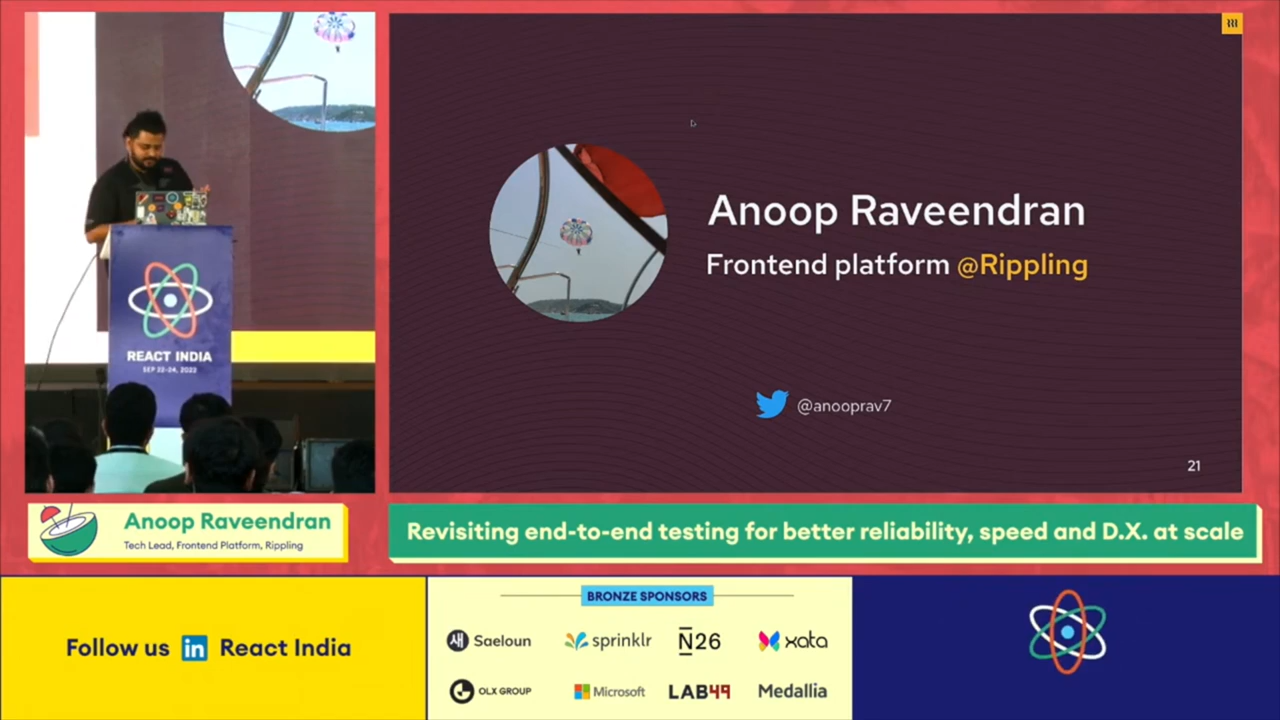 Anoop Raveendran
Frontend platform @Rippling
@anooprav7
21
REACT INDIA
SEP 22-24, 2022
Anoop Raveendran
Tech Lead, Frontend Platform, Rippling
Revisiting end-to-end testing for better reliability, speed and D.X. at scale
Follow us in React India
BRONZE SPONSORS
새 Saeloun
sprinklr
N26
xata
OLX GROUP
Microsoft
LAB49
Medallia